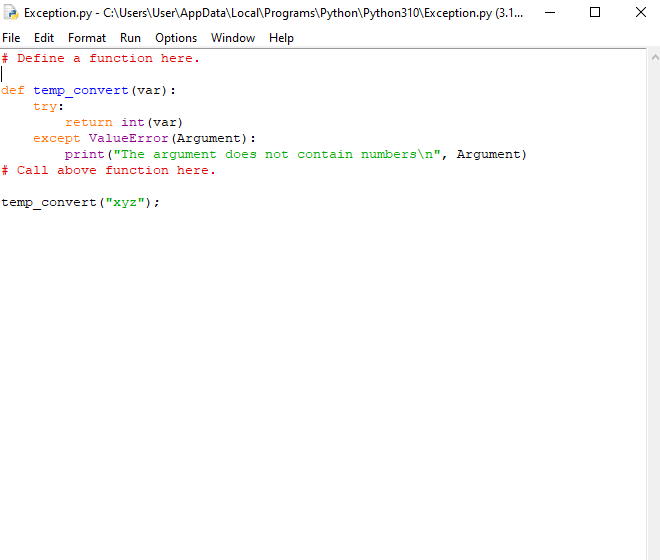 Exception.py - C:\Users\User\AppData\Local\Programs\Python\Python310\Exception.py (3.1...
File Edit Format Run Options Window Help
# Define a function here.
def temp_convert(var):
    try:
        return int(var)
    except ValueError(Argument):
        print("The argument does not contain numbers\n", Argument)
# Call above function here.
temp_convert("xyz");